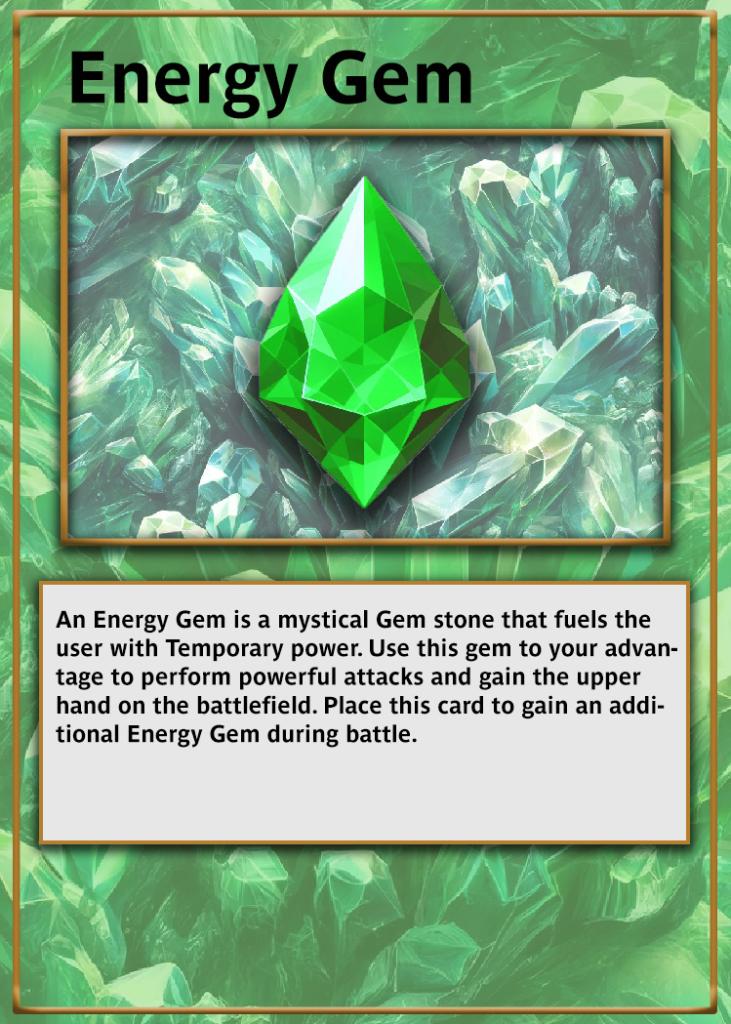 Energy Gem
An Energy Gem is a mystical Gem stone that fuels the
user with Temporary power. Use this gem to your advan-
tage to perform powerful attacks and gain the upper
hand on the battlefield. Place this card to gain an addi-
tional Energy Gem during battle.